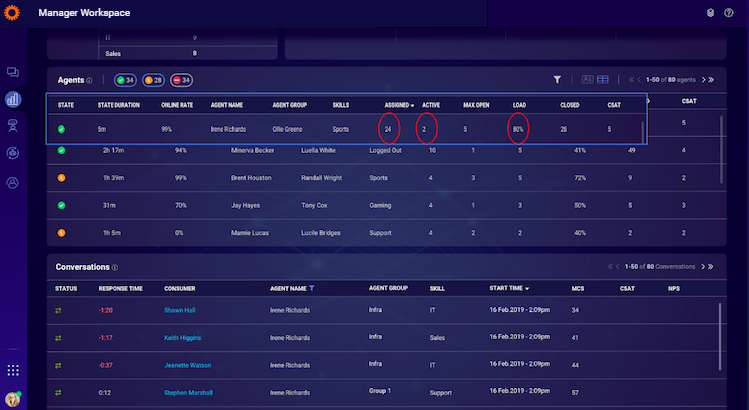 Manager Workspace
IT 9
Sales 8
Agents 34 28 34 1-50 of 80 agents
STATE STATE DURATION ONLINE RATE AGENT NAME AGENT GROUP SKILLS ASSIGNED ACTIVE MAX.OPEN LOAD CLOSED CSAT CSAT
5m 99% Irene Richards Ollie Greene Sports 24 2 5 80% 28 5 5
2h 17m 94% Minerva Becker Luella White Logged Out 10 1 5 41% 49 4
1h 39m 99% Brent Houston Randall Wright Sports 4 3 5 72% 9 2
31m 70% Jay Hayes Tony Cox Gaming 4 1 3 50% 5 3
1h 5m 0% Mamie Lucas Lucile Bridges Support 4 2 2 40% 2 2
Conversations 1-50 of 80 Conversations
STATUS RESPONSE TIME CONSUMER AGENT NAME AGENT GROUP SKILL START TIME MCS CSAT NPS
-1:20 Shawn Hall Irene Richards Infra IT 16 Feb.2019 - 2:09pm 34
-1:17 Keith Higgins Irene Richards Infra Sales 16 Feb.2019 - 2:09pm 41
-0:37 Jeanette Watson Irene Richards Infra IT 16 Feb.2019 - 2:09pm 44
0:12 Stephen Marshall Irene Richards Group 1 Support 16 Feb.2019 - 2:09pm 57